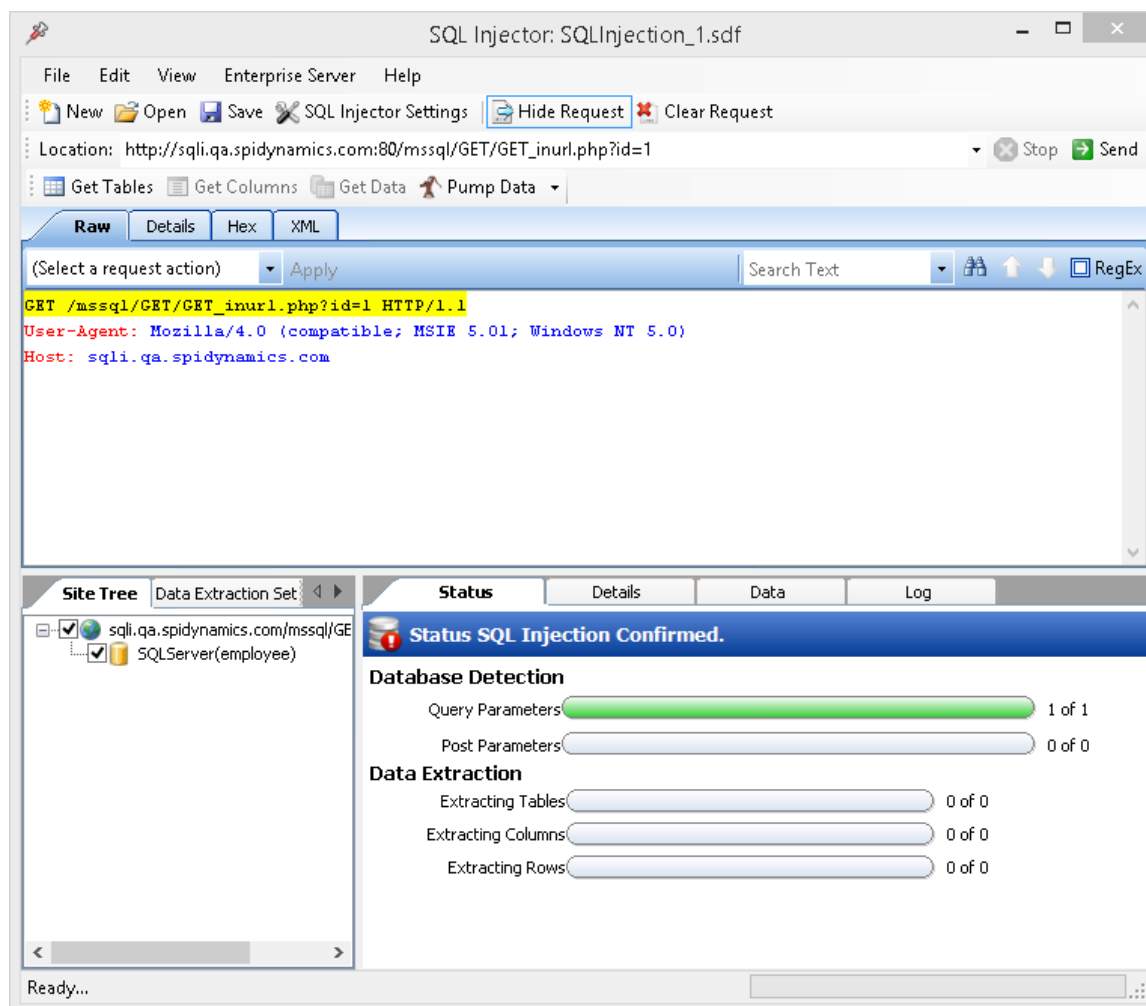 SQL Injector: SQLInjection_1.sdf
File Edit View Enterprise Server Help
New Open Save SQL Injector Settings Hide Request Clear Request
Location: http://sqli.qa.spidynamics.com:80/mssql/GET/GET_inurl.php?id=1 Stop Send
Get Tables Get Columns Get Data Pump Data
Raw Details Hex XML
(Select a request action) Apply Search Text RegEx
GET /mssql/GET/GET_inurl.php?id=1 HTTP/1.1
User-Agent: Mozilla/4.0 (compatible; MSIE 5.01; Windows NT 5.0)
Host: sqli.qa.spidynamics.com
Site Tree Data Extraction Set
sqli.qa.spidynamics.com/mssql/GE
SQLServer(employee)
Status Details Data Log
Status SQL Injection Confirmed.
Database Detection
Query Parameters 1 of 1
Post Parameters 0 of 0
Data Extraction
Extracting Tables 0 of 0
Extracting Columns 0 of 0
Extracting Rows 0 of 0
Ready...